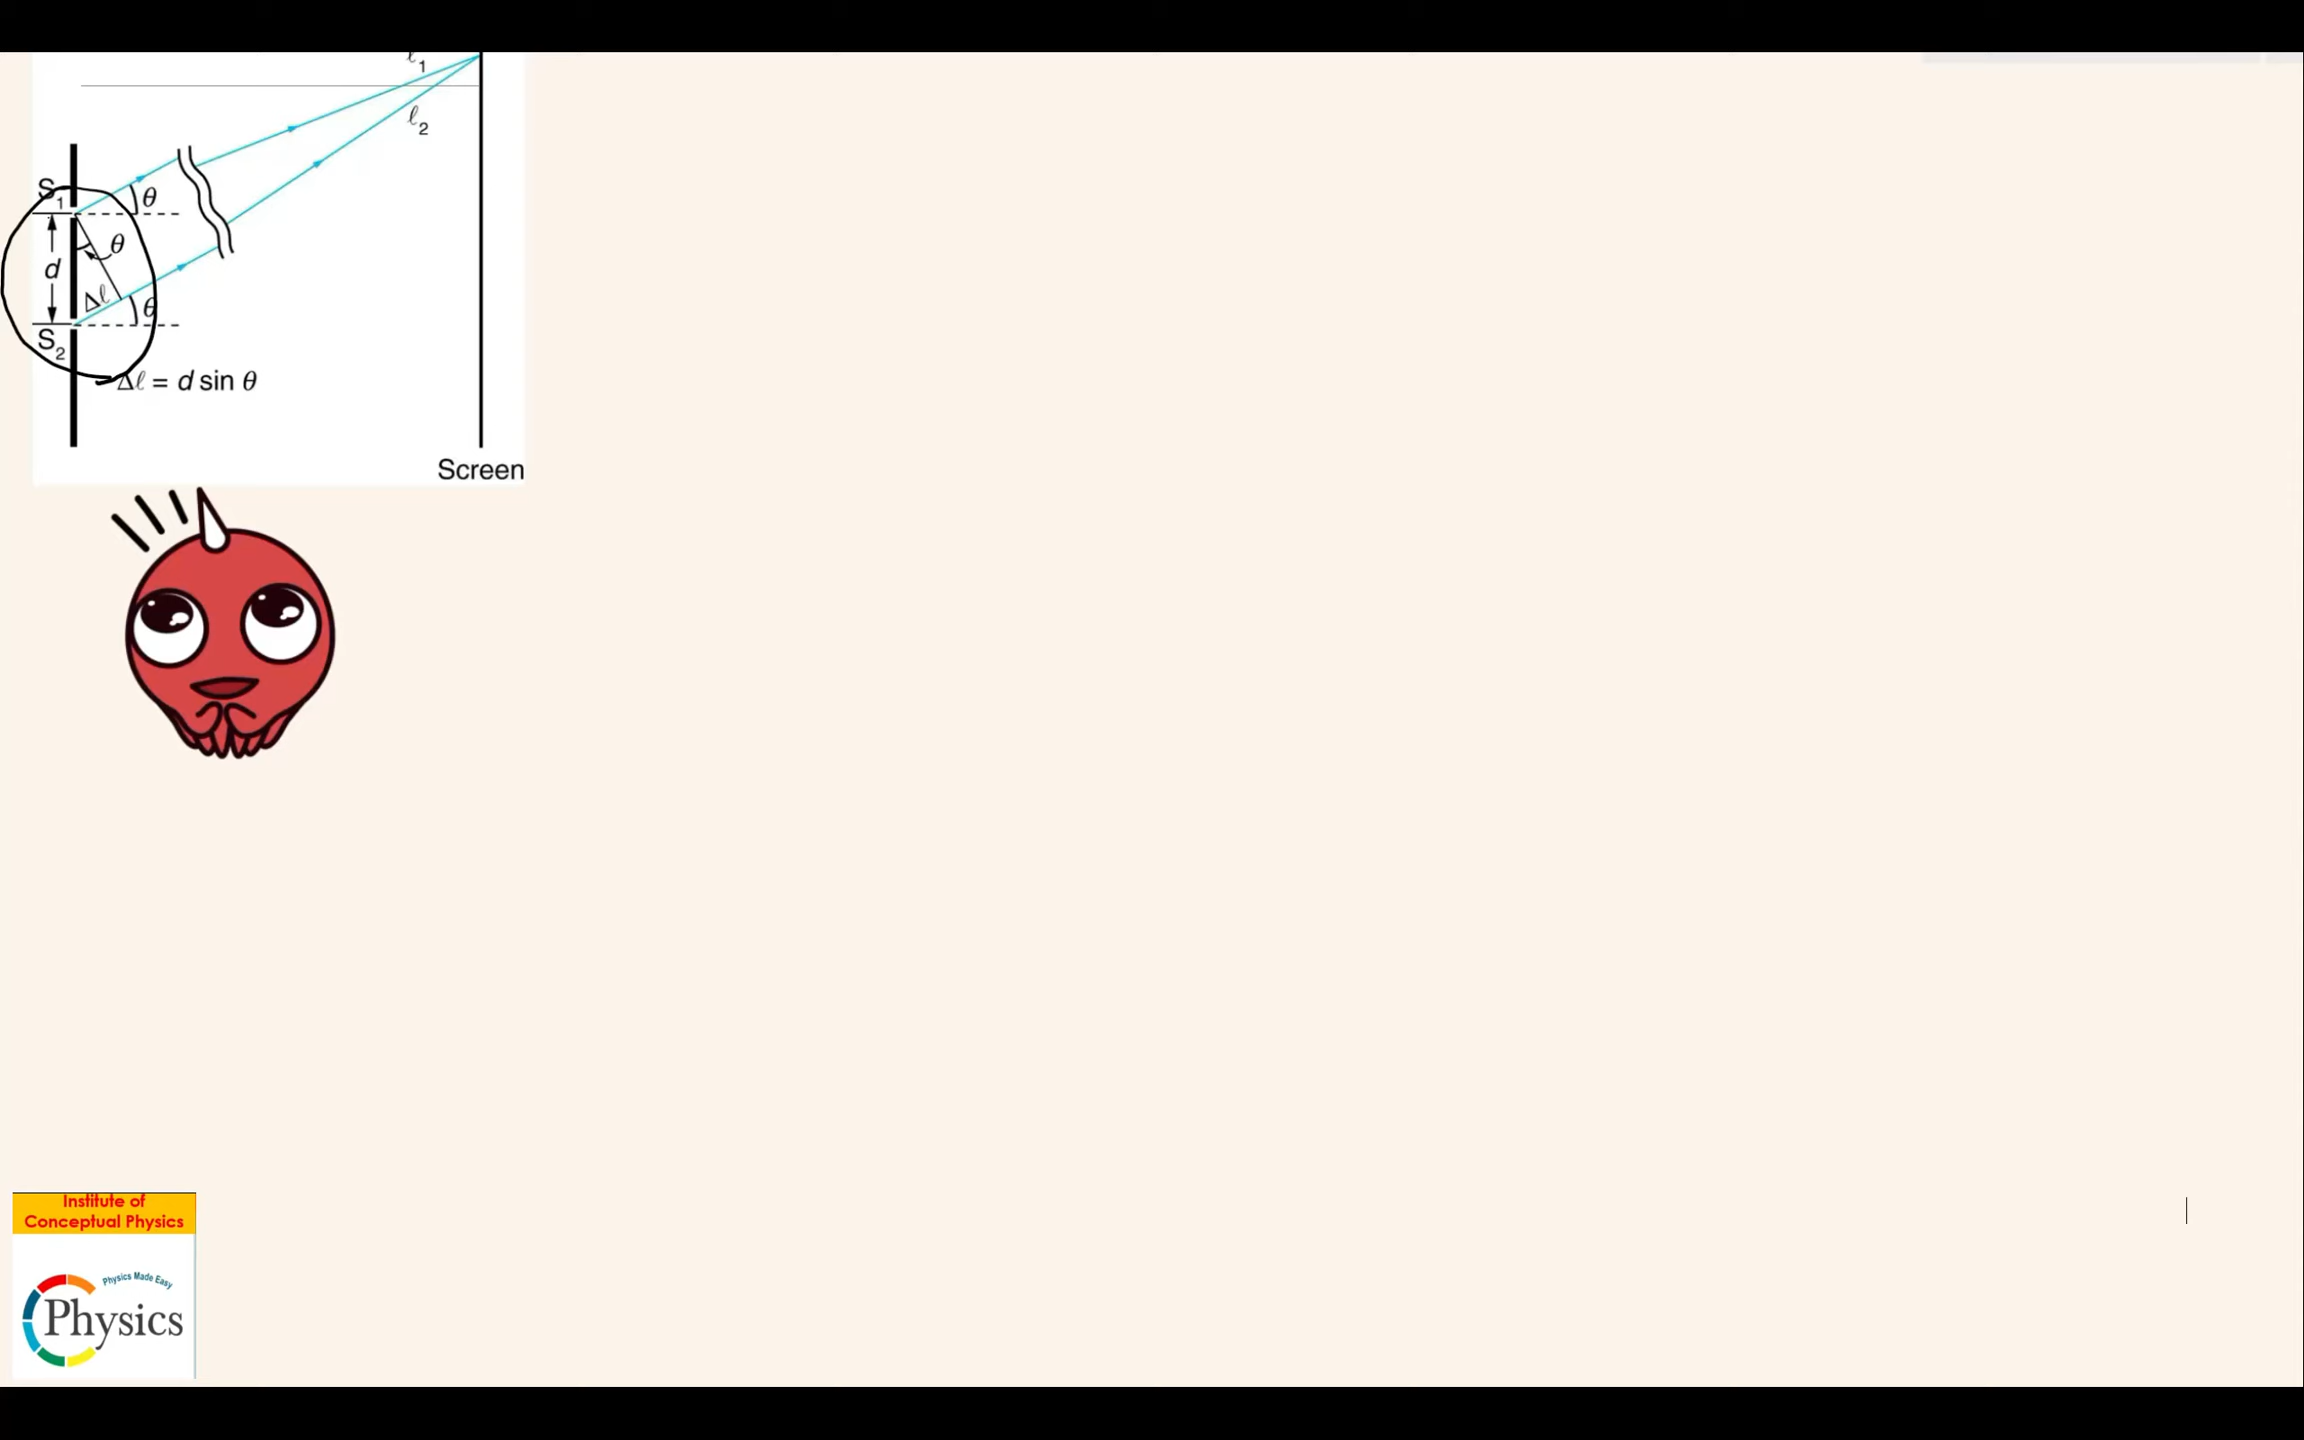 ℓ1
ℓ2
S1
θ
θ
d
Δℓ
θ
S2
Δℓ = d sin θ
Screen
Institute of
Conceptual Physics
Physics Made Easy
Physics